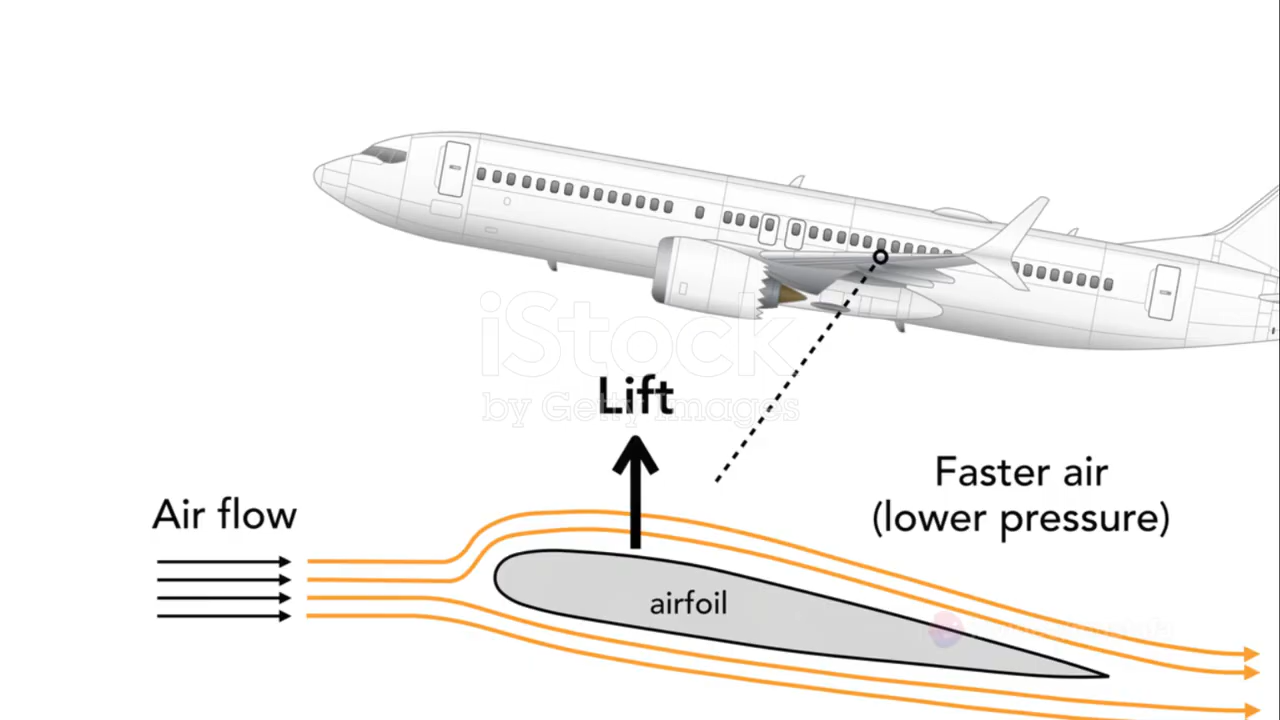 iStock
by Getty Images
Lift
Faster air
(lower pressure)
Air flow
airfoil